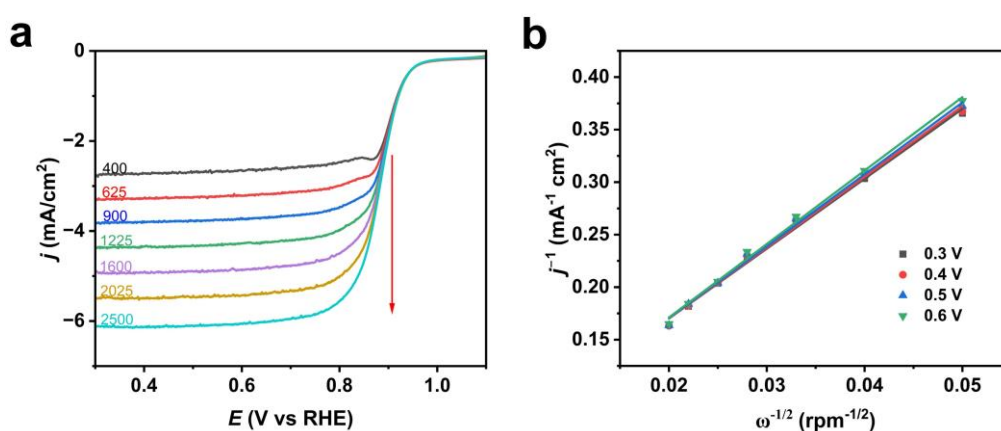 a
0
−2
−4
−6
j (mA/cm²)
400
625
900
1225
1600
2025
2500
0.4
0.6
0.8
1.0
E (V vs RHE)
b
0.40
0.35
0.30
0.25
0.20
0.15
j⁻¹ (mA⁻¹ cm²)
0.3 V
0.4 V
0.5 V
0.6 V
0.02
0.03
0.04
0.05
ω⁻¹/² (rpm⁻¹/²)